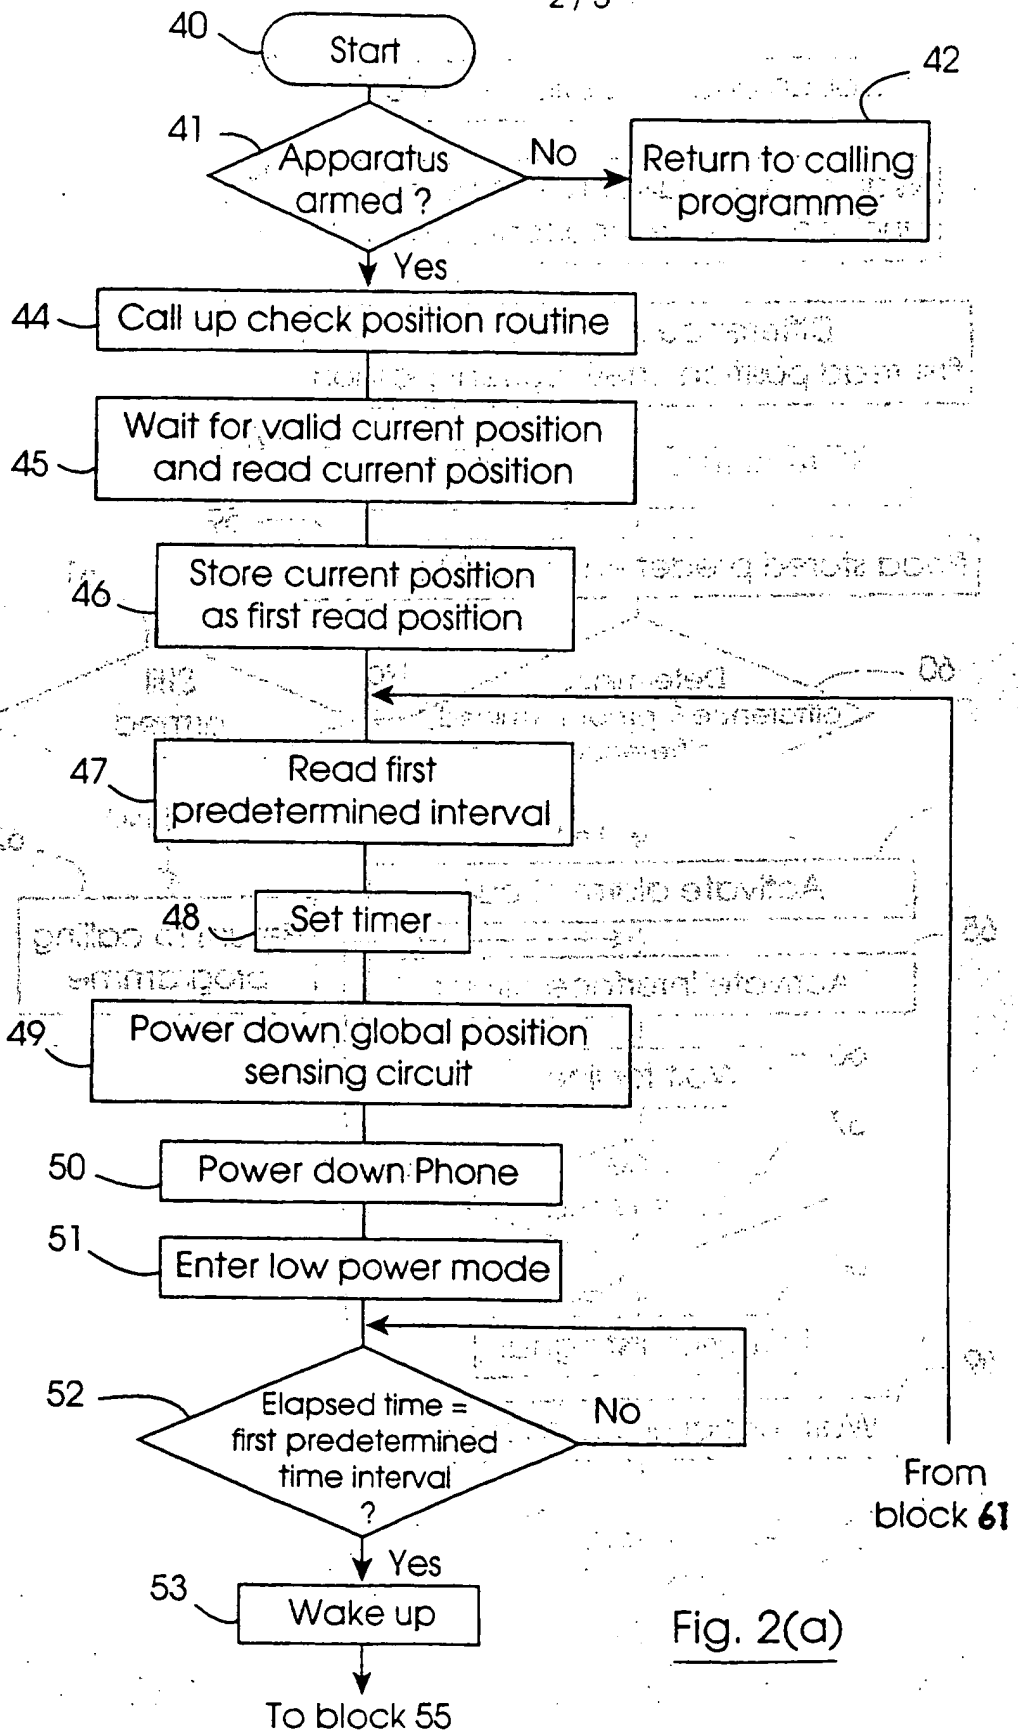 2/3
40
Start
42
41
Apparatus
armed ?
No
Return to calling
programme
Yes
44
Call up check position routine
45
Wait for valid current position
and read current position
46
Store current position
as first read position
47
Read first
predetermined interval
48
Set timer
49
Power down global position
sensing circuit
50
Power down Phone
51
Enter low power mode
52
Elapsed time =
first predetermined
time interval
?
No
From
block 61
Yes
53
Wake up
Fig. 2(a)
To block 55